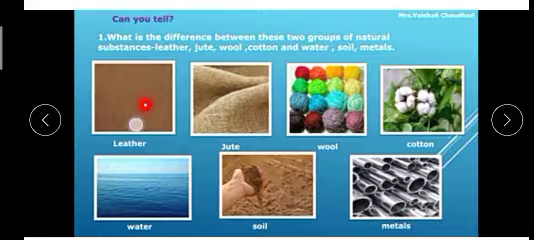 Mrs.Vaishali Chaudhari
Can you tell?
1.What is the difference between these two groups of natural
substances-leather, jute, wool ,cotton and water , soil, metals.
Leather
Jute
wool
cotton
water
soil
metals